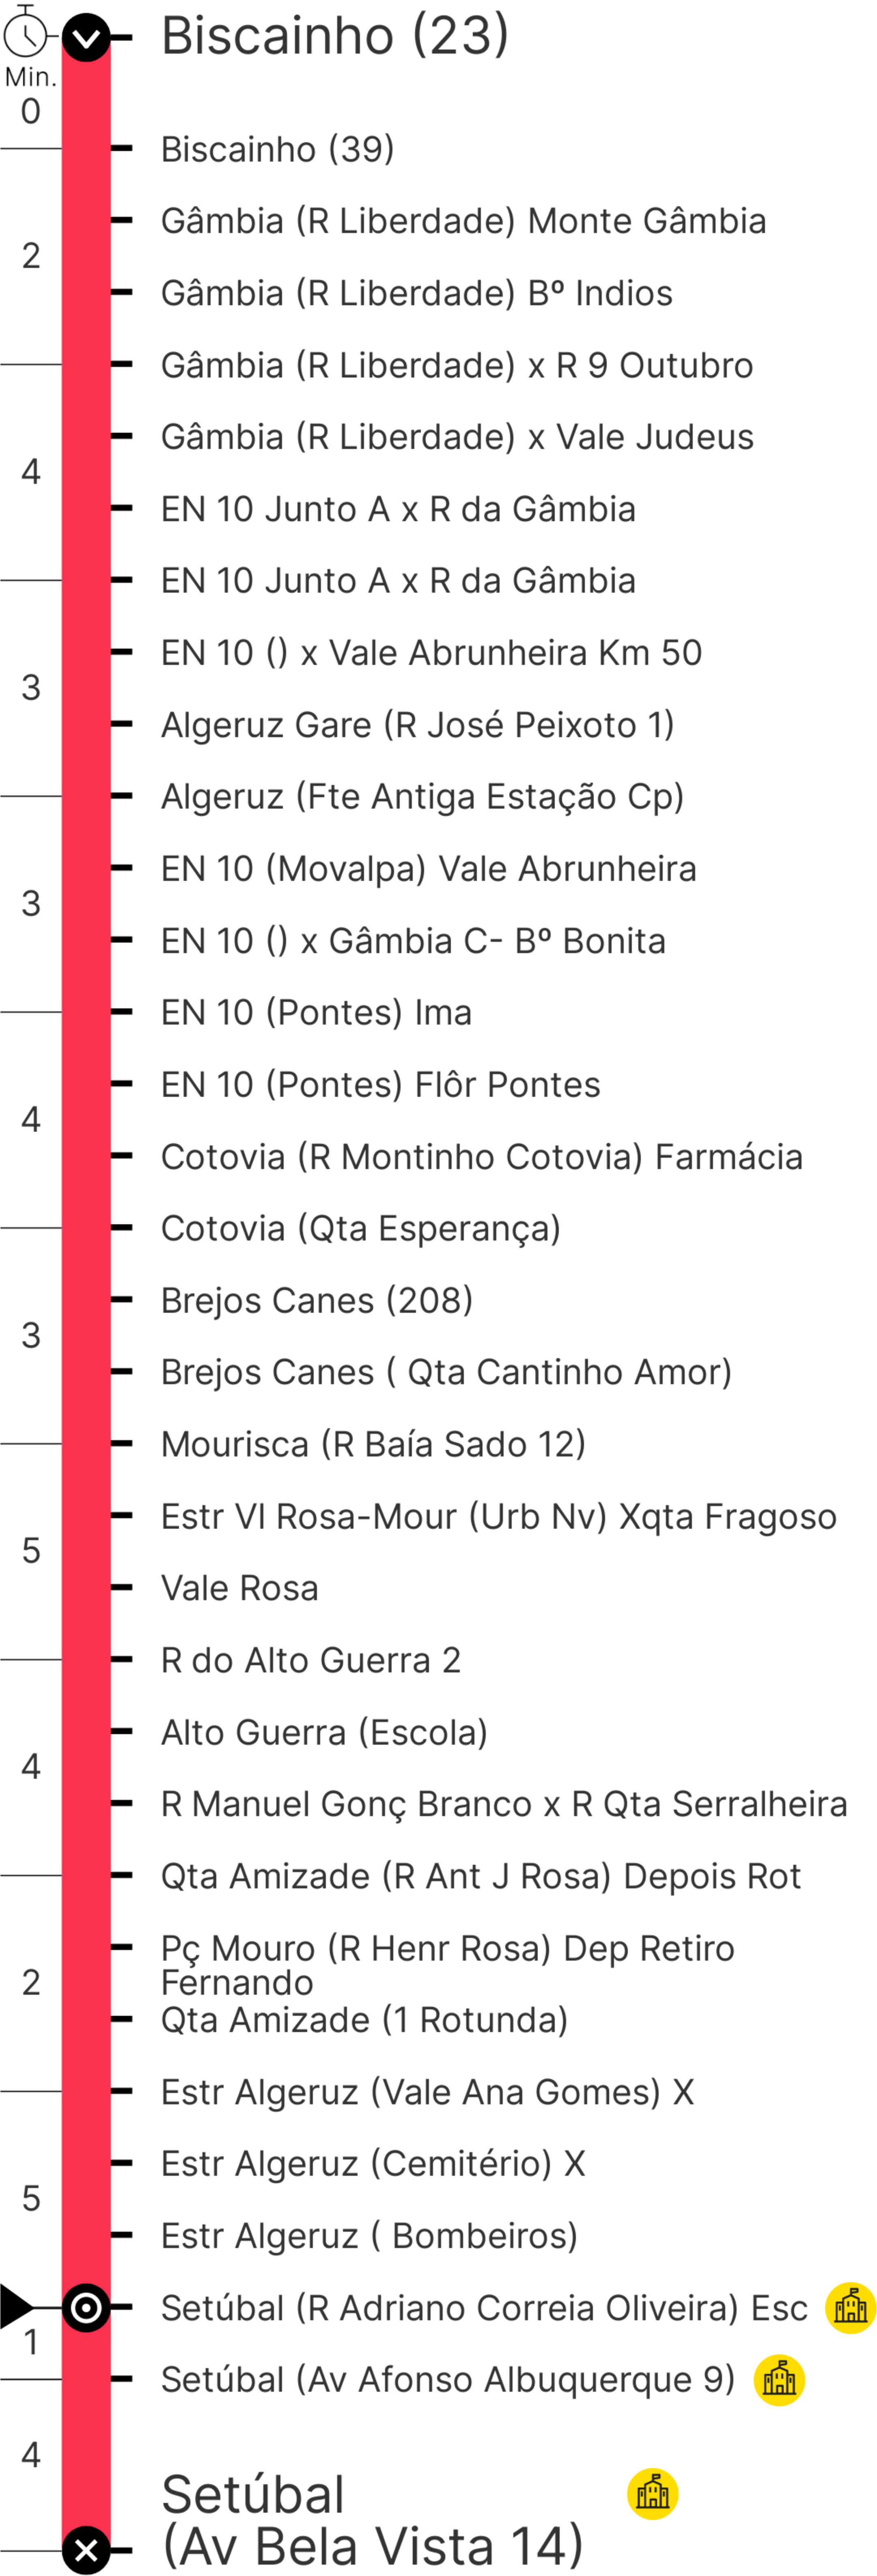 Biscainho (23)
Min.
0
Biscainho (39)
Gâmbia (R Liberdade) Monte Gâmbia
2
Gâmbia (R Liberdade) Bº Indios
Gâmbia (R Liberdade) x R 9 Outubro
Gâmbia (R Liberdade) x Vale Judeus
4
EN 10 Junto A x R da Gâmbia
EN 10 Junto A x R da Gâmbia
EN 10 () x Vale Abrunheira Km 50
3
Algeruz Gare (R José Peixoto 1)
Algeruz (Fte Antiga Estação Cp)
EN 10 (Movalpa) Vale Abrunheira
3
EN 10 () x Gâmbia C- Bº Bonita
EN 10 (Pontes) Ima
EN 10 (Pontes) Flôr Pontes
4
Cotovia (R Montinho Cotovia) Farmácia
Cotovia (Qta Esperança)
Brejos Canes (208)
3
Brejos Canes ( Qta Cantinho Amor)
Mourisca (R Baía Sado 12)
Estr Vl Rosa-Mour (Urb Nv) Xqta Fragoso
5
Vale Rosa
R do Alto Guerra 2
Alto Guerra (Escola)
4
R Manuel Gonç Branco x R Qta Serralheira
Qta Amizade (R Ant J Rosa) Depois Rot
Pç Mouro (R Henr Rosa) Dep Retiro
Fernando
2
Qta Amizade (1 Rotunda)
Estr Algeruz (Vale Ana Gomes) X
Estr Algeruz (Cemitério) X
5
Estr Algeruz ( Bombeiros)
Setúbal (R Adriano Correia Oliveira) Esc
1
Setúbal (Av Afonso Albuquerque 9)
4
Setúbal
(Av Bela Vista 14)